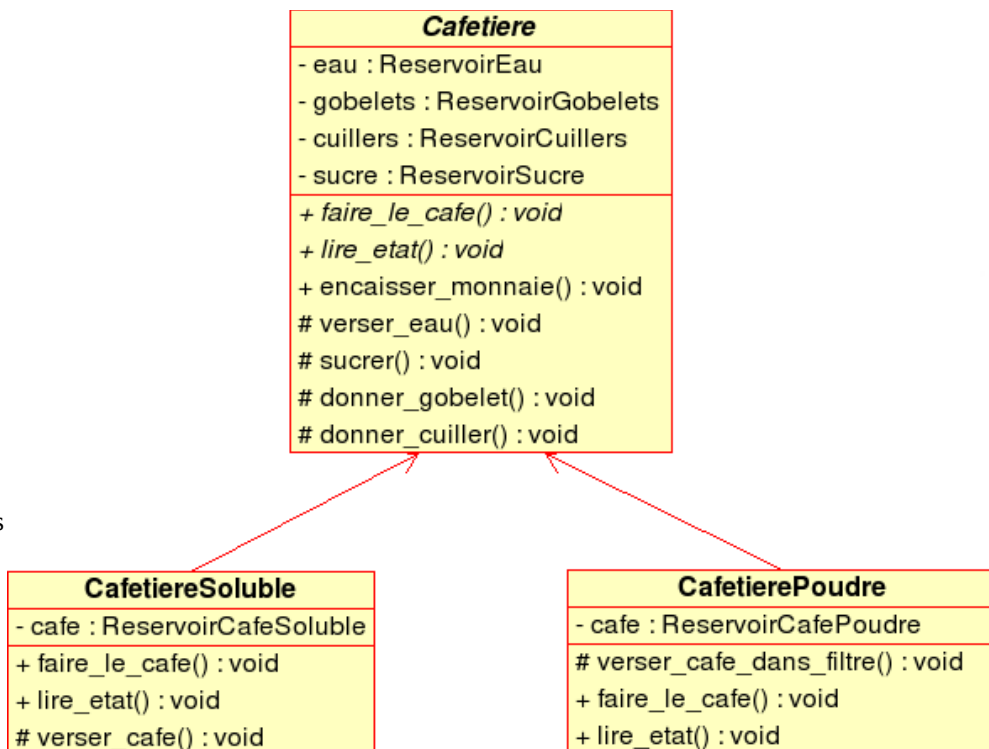 Cafetiere
- eau : ReservoirEau
- gobelets : ReservoirGobelets
- cuillers : ReservoirCuillers
- sucre : ReservoirSucre
+ faire_le_cafe() : void
+ lire_etat() : void
+ encaisser_monnaie() : void
# verser_eau() : void
# sucrer() : void
# donner_gobelet() : void
# donner_cuiller() : void
s
CafetiereSoluble
- cafe : ReservoirCafeSoluble
+ faire_le_cafe() : void
+ lire_etat() : void
# verser_cafe() : void
CafetierePoudre
- cafe : ReservoirCafePoudre
# verser_cafe_dans_filtre() : void
+ faire_le_cafe() : void
+ lire_etat() : void